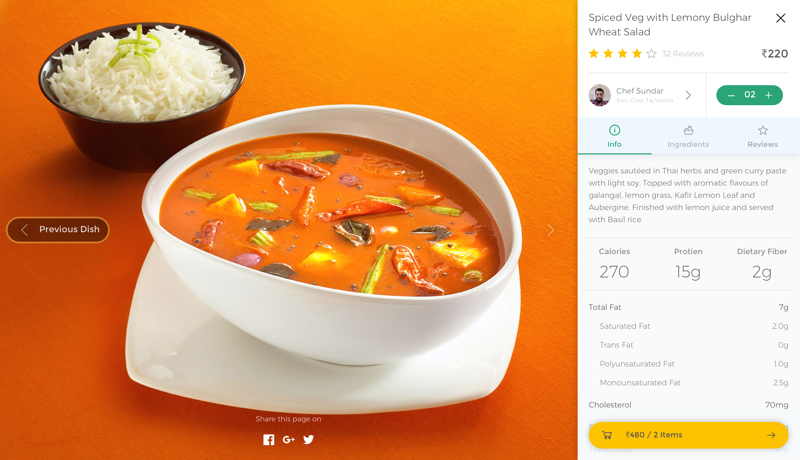 Previous Dish
Share this page on
Spiced Veg with Lemony Bulghar
Wheat Salad
32 Reviews
₹220
Chef Sundar
Exec Chef, Taj Vivinta
02
Info
Ingredients
Reviews
Veggies sautéed in Thai herbs and green curry paste
with light soy. Topped with aromatic flavours of
galangal, lemon grass, Kafir Lemon Leaf and
Aubergine. Finished with lemon juice and served
with Basil rice.
Calories
Protien
Dietary Fiber
270
15g
2g
Total Fat 7g
Saturated Fat 2.0g
Trans Fat 0g
Polyunsaturated Fat 1.0g
Monounsaturated Fat 2.5g
Cholesterol 70mg
₹480 / 2 Items